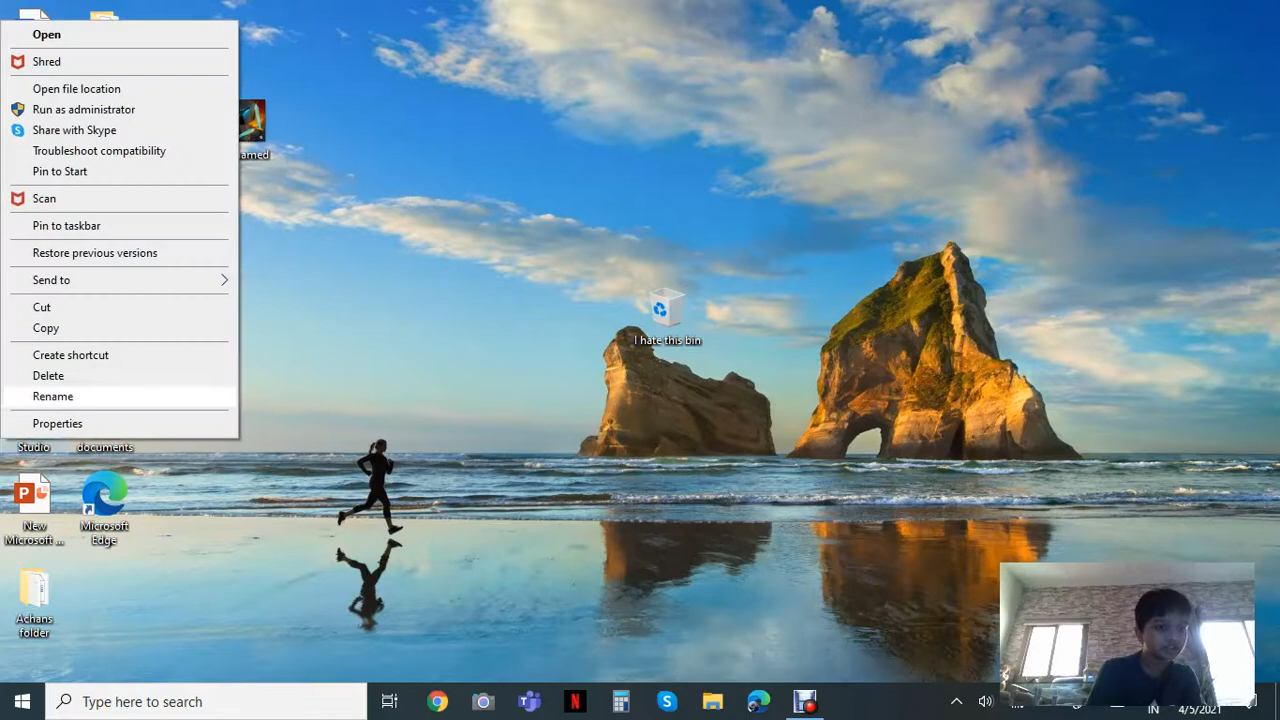 Open
Shred
Open file location
Run as administrator
Share with Skype
Troubleshoot compatibility
Pin to Start
Scan
Pin to taskbar
Restore previous versions
Send to
Cut
Copy
Create shortcut
Delete
Rename
Properties
amed
I hate this bin
Studio
documents
New
Microsoft ...
Microsoft
Edge
Achans
folder
Type here to search
IN
4/5/2021